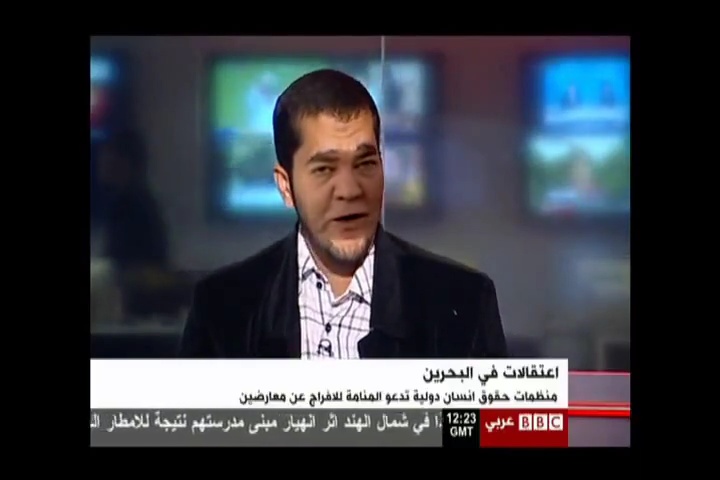 اعتقالات في البحرين
منظمات حقوق انسان دولية تدعو المنامة للافراج عن معارضين
في شمال الهند اثر انهيار مبنى مدرستهم نتيجة للامطار
12:23
GMT
BBC عربي